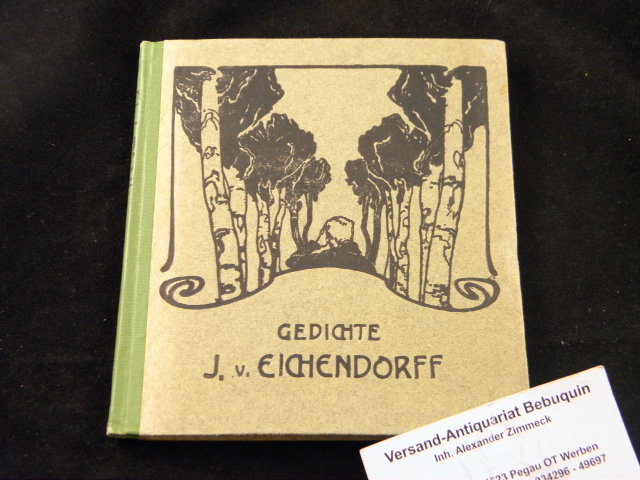 GEDICHTE
J. v. EICHENDORFF
Versand-Antiquariat Bebuquin
Inh. Alexander Zimmeck
Pegau OT Werben
034296 - 49697